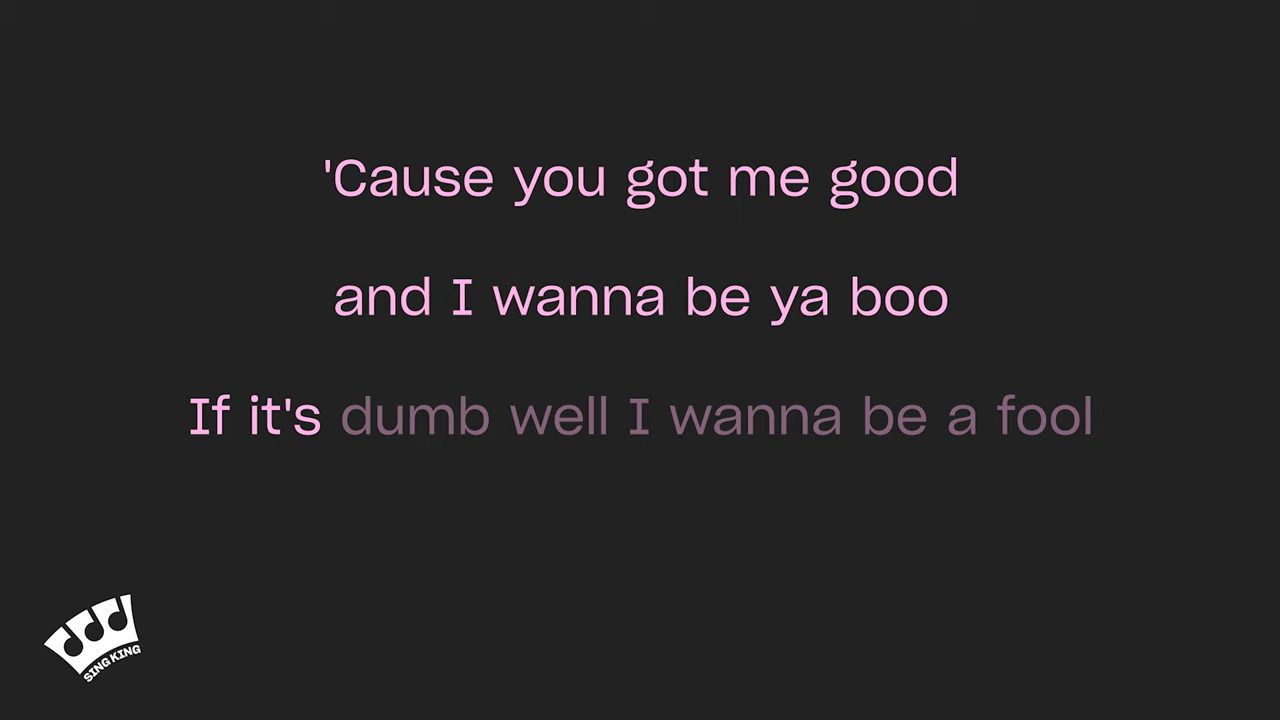 'Cause you got me good
and I wanna be ya boo
If it's dumb well I wanna be a fool
SING KING